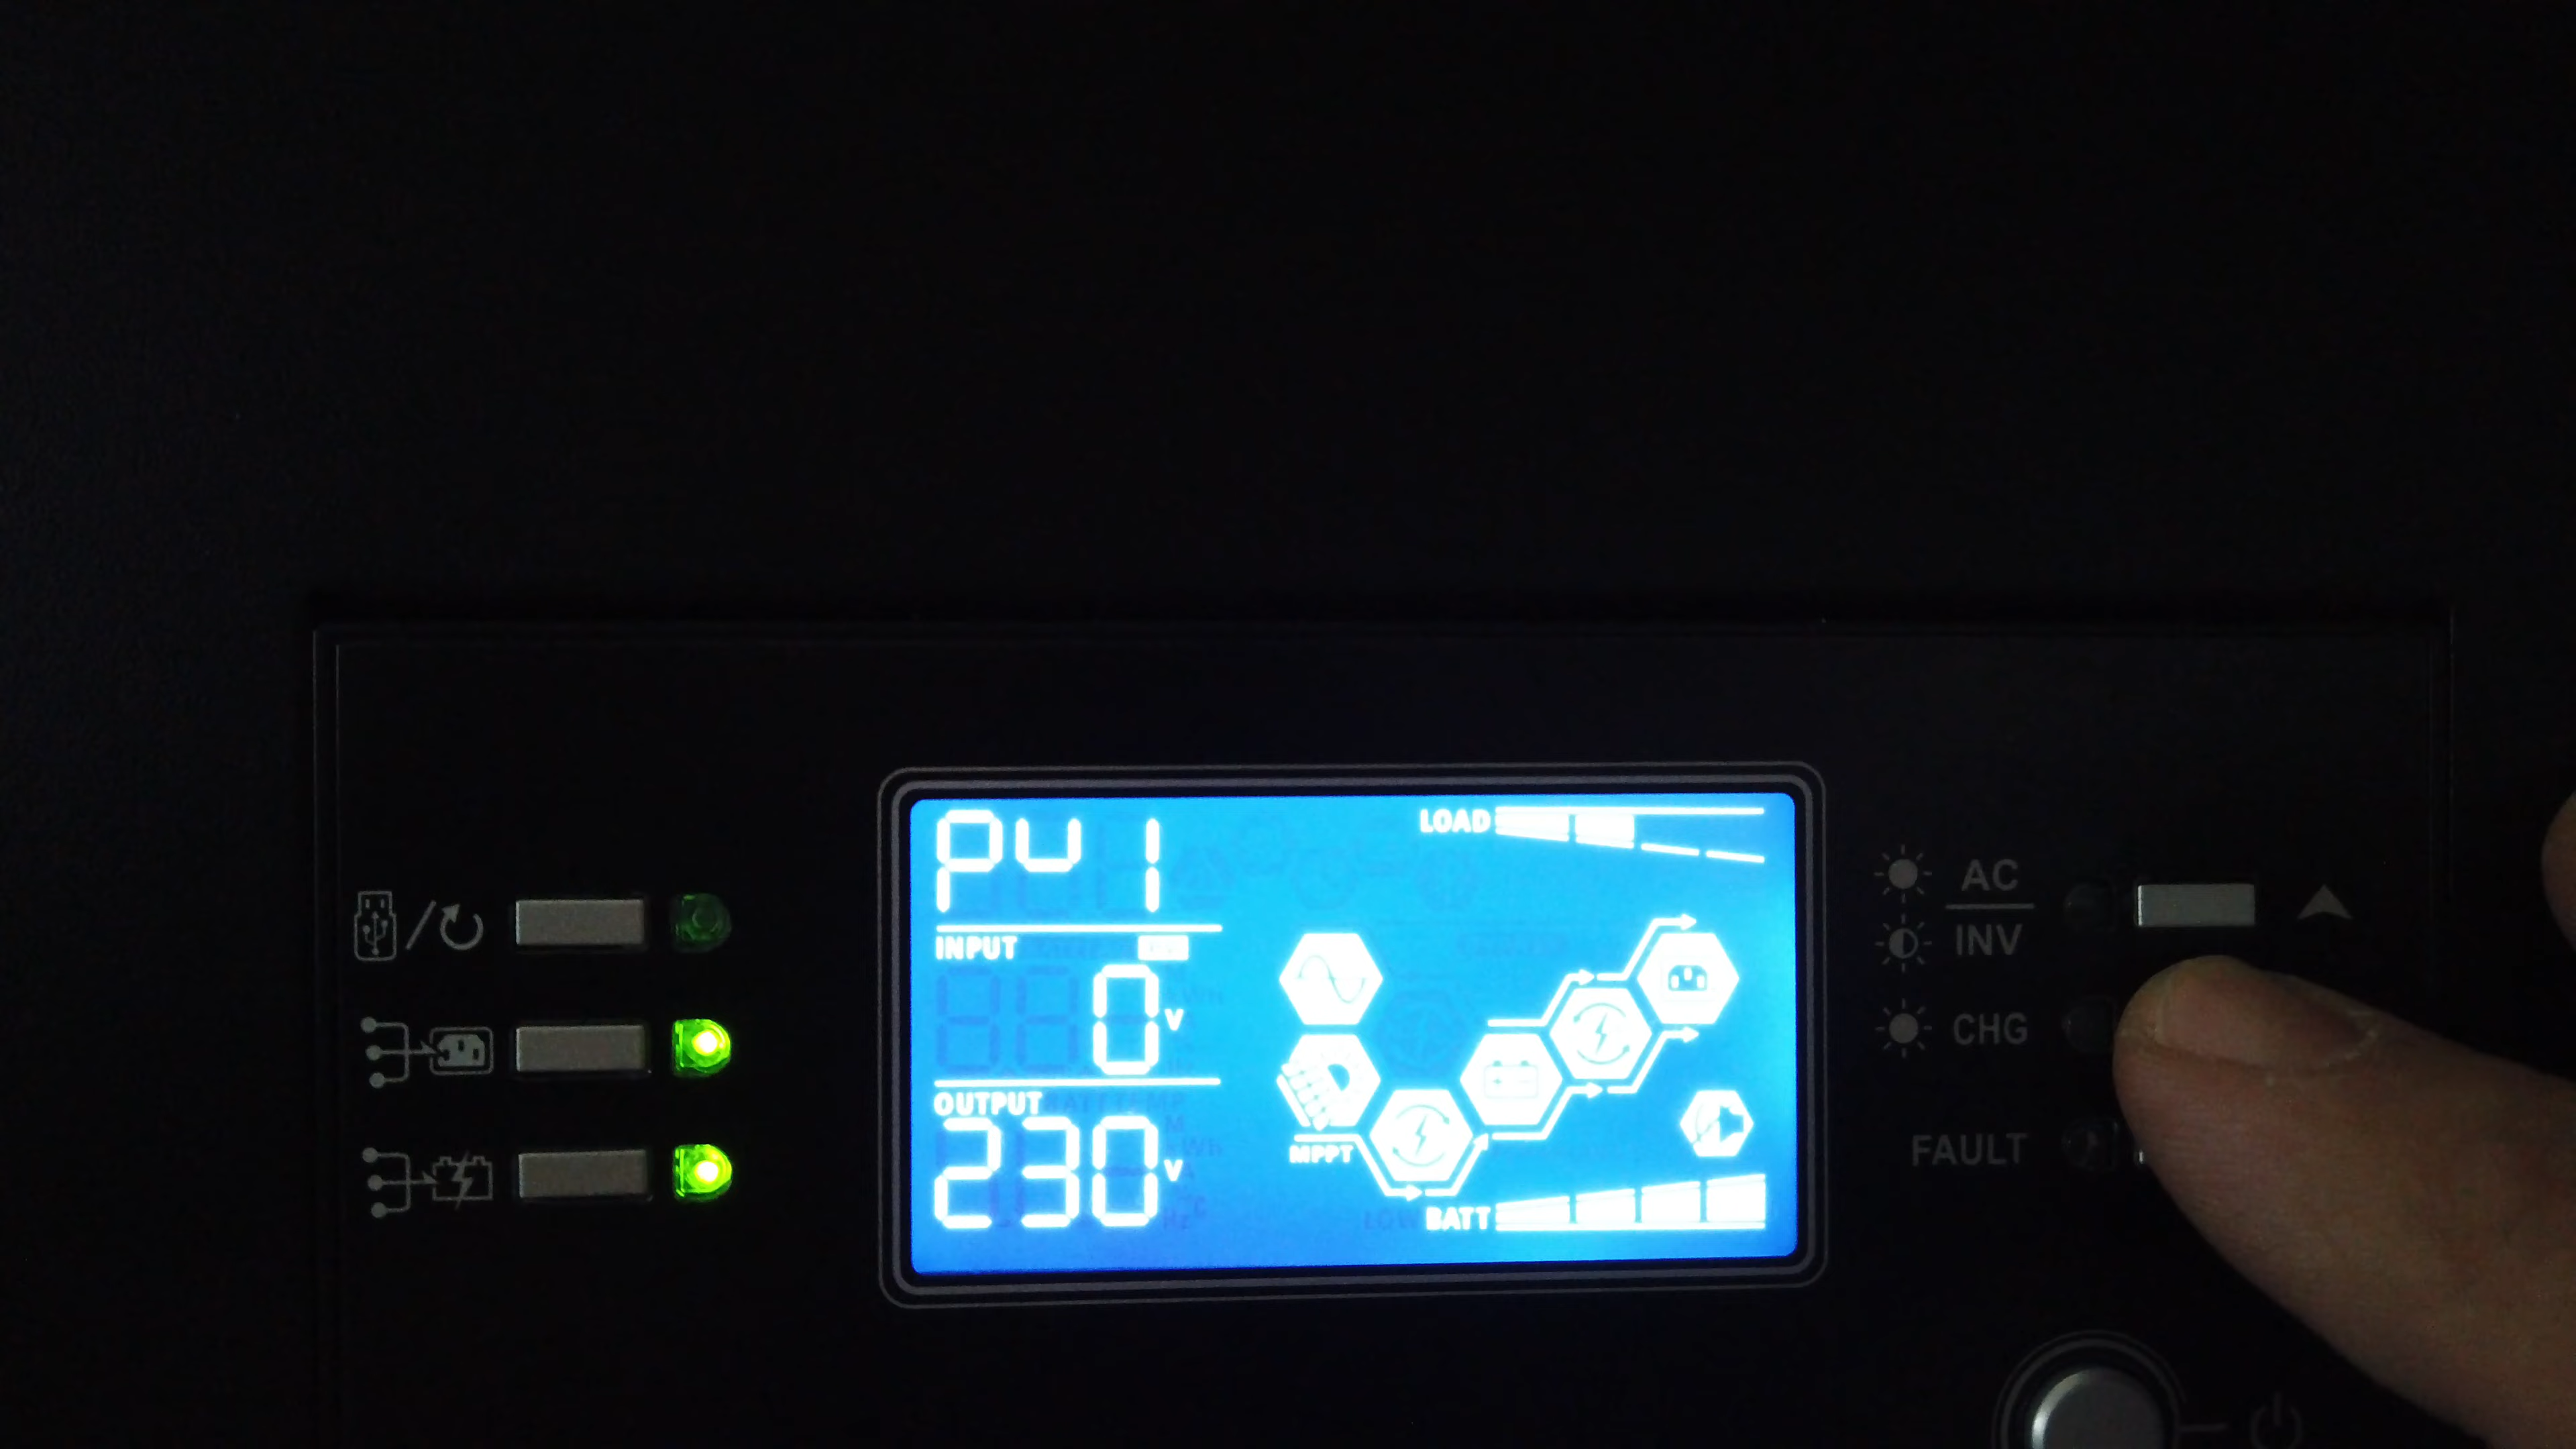 PV1
INPUT
0V
OUTPUT
230V
LOAD
MPPT
BATT
AC
INV
CHG
FAULT